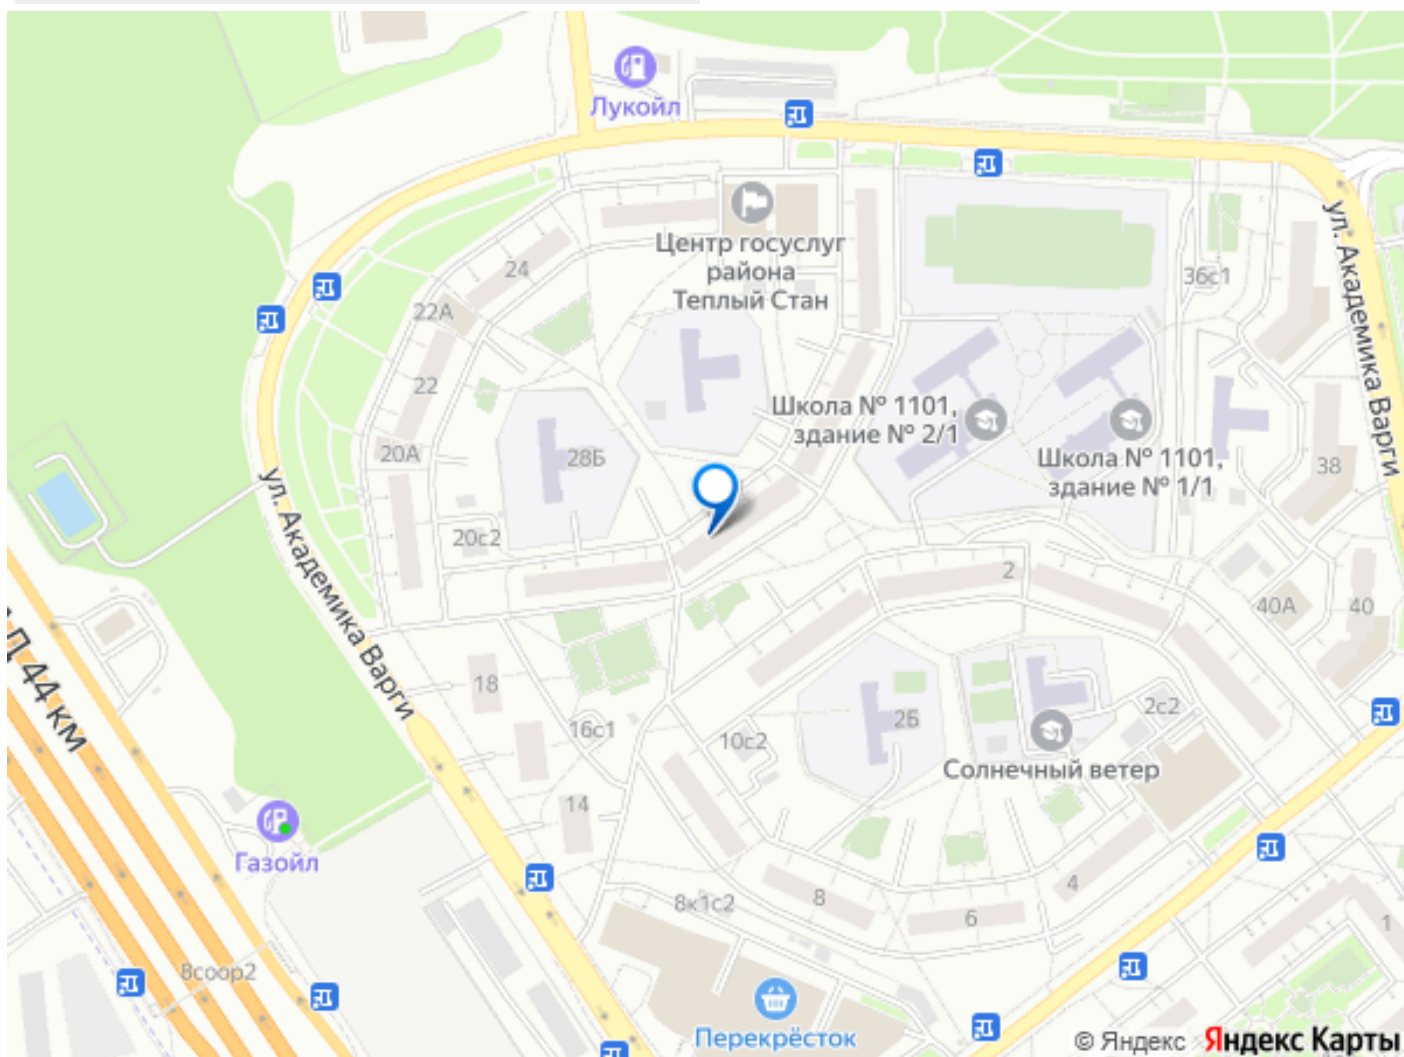 Лукойл
Центр госуслуг
района
Теплый Стан
24
22А
22
20А
28Б
20с2
36с1
ул. Академика Варги
Школа № 1101,
здание № 2/1
Школа № 1101,
здание № 1/1
38
ул. Академика Варги
2
40А
40
Д 44 км
18
16с1
10с2
2Б
2с2
Солнечный ветер
14
Газойл
8к1с2
8
6
4
1
8соор2
Перекрёсток
© Яндекс Яндекс Карты